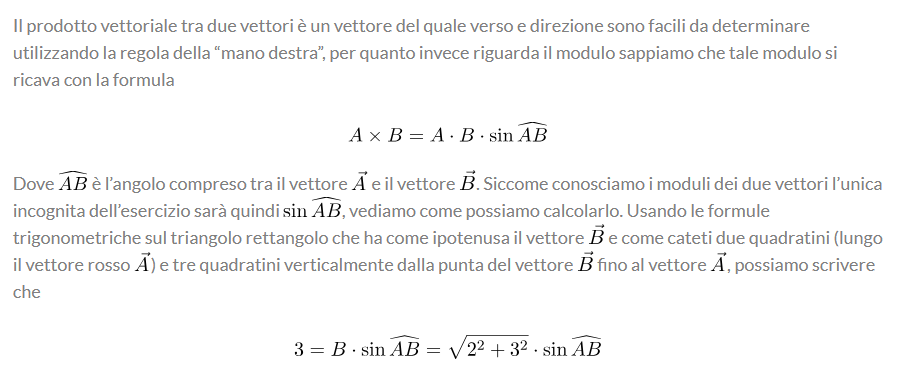 Il prodotto vettoriale tra due vettori è un vettore del quale verso e direzione sono facili da determinare
utilizzando la regola della “mano destra”, per quanto invece riguarda il modulo sappiamo che tale modulo si
ricava con la formula
$A \times B = A \cdot B \cdot \sin \widehat{AB}$
Dove $\widehat{AB}$ è l’angolo compreso tra il vettore $\vec{A}$ e il vettore $\vec{B}$. Siccome conosciamo i moduli dei due vettori l’unica
incognita dell’esercizio sarà quindi $\sin \widehat{AB}$, vediamo come possiamo calcolarlo. Usando le formule
trigonometriche sul triangolo rettangolo che ha come ipotenusa il vettore $\vec{B}$ e come cateti due quadratini (lungo
il vettore rosso $\vec{A}$) e tre quadratini verticalmente dalla punta del vettore $\vec{B}$ fino al vettore $\vec{A}$, possiamo scrivere
che
$3 = B \cdot \sin \widehat{AB} = \sqrt{2^2 + 3^2} \cdot \sin \widehat{AB}$